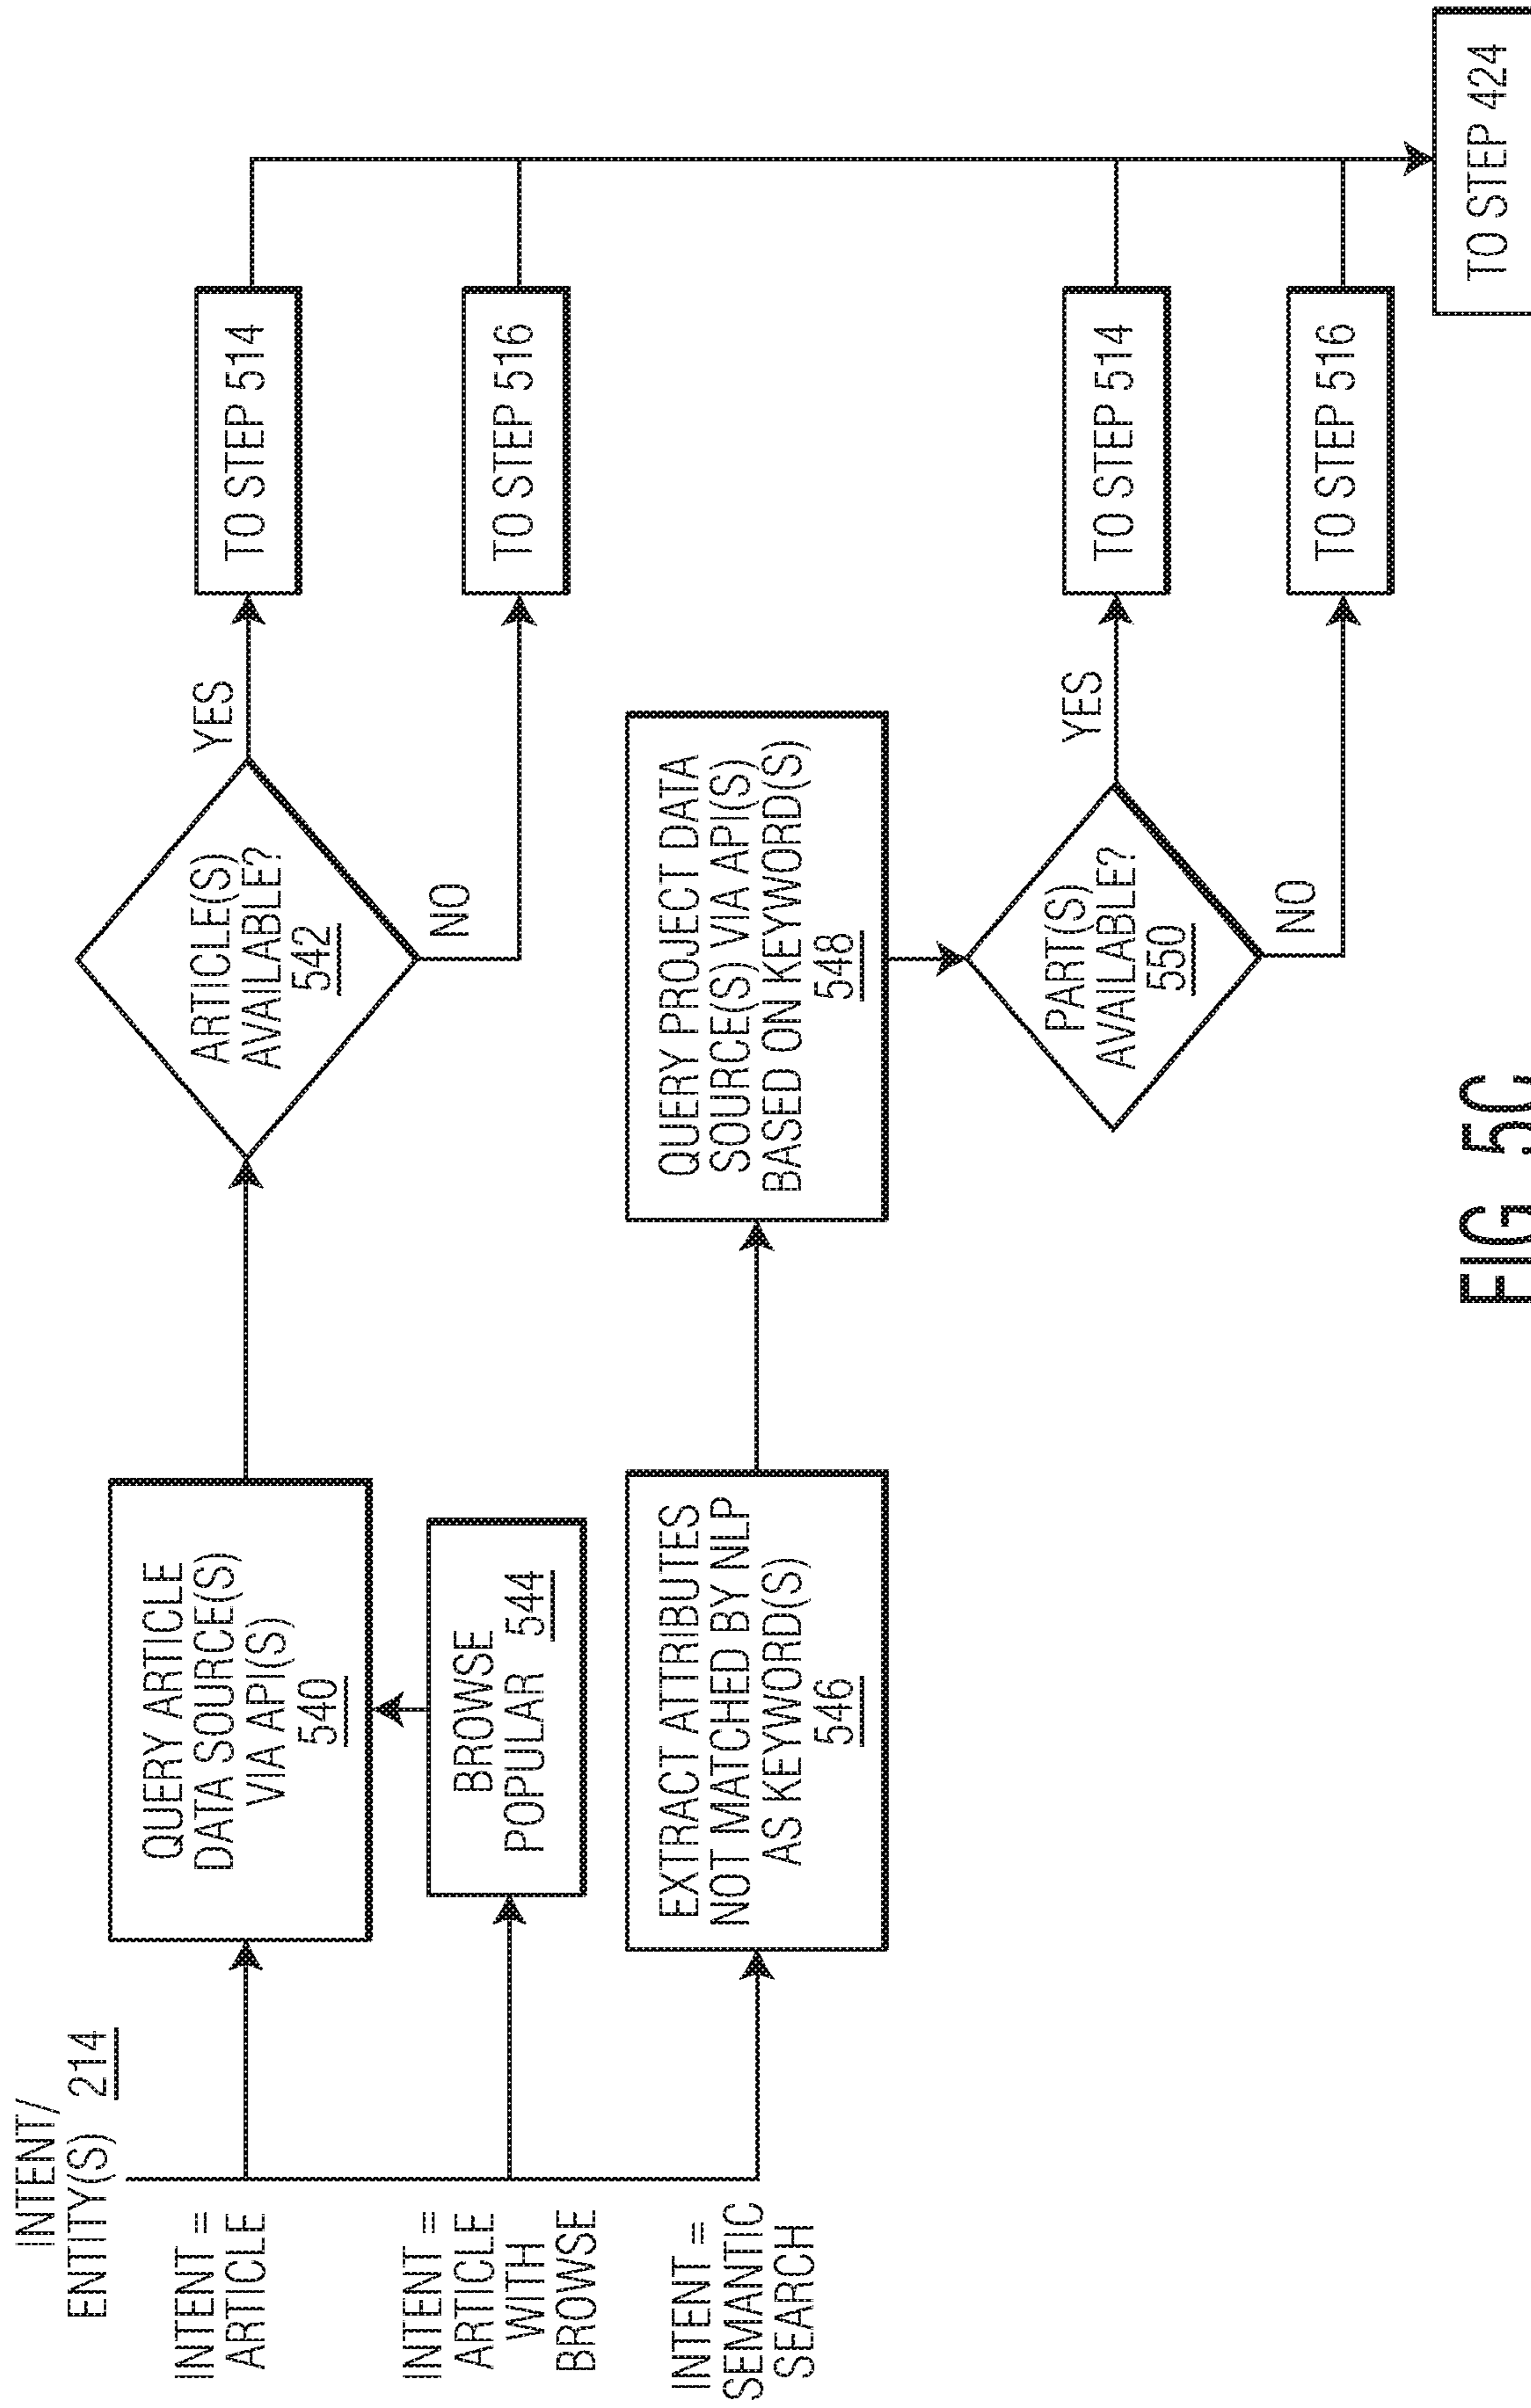 INTENT/
ENTITY(S) 214
INTENT =
ARTICLE
INTENT =
ARTICLE
WITH
BROWSE
INTENT =
SEMANTIC
SEARCH
QUERY ARTICLE
DATA SOURCE(S)
VIA API(S)
540
BROWSE
POPULAR 544
EXTRACT ATTRIBUTES
NOT MATCHED BY NLP
AS KEYWORD(S)
546
ARTICLE(S)
AVAILABLE?
542
YES
NO
QUERY PROJECT DATA
SOURCE(S) VIA API(S)
BASED ON KEYWORD(S)
548
PART(S)
AVAILABLE?
550
YES
NO
TO STEP 514
TO STEP 516
TO STEP 514
TO STEP 516
TO STEP 424
FIG. 5C